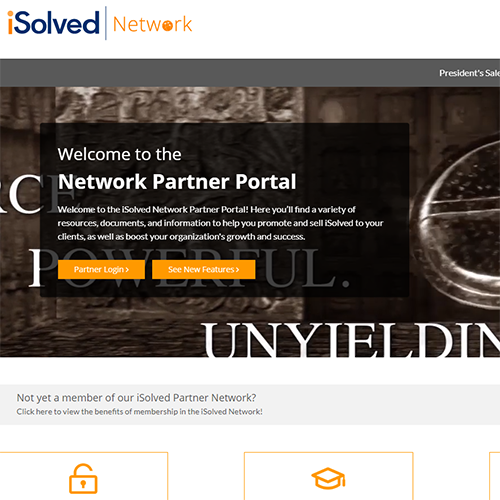 iSolved Network
President's Sale
Welcome to the
Network Partner Portal
Welcome to the iSolved Network Partner Portal! Here you'll find a variety of
resources, documents, and information to help you promote and sell iSolved to your
clients, as well as boost your organization's growth and success.
Partner Login ›
See New Features ›
RCE
POWERFUL.
UNYIELDIN
Not yet a member of our iSolved Partner Network?
Click here to view the benefits of membership in the iSolved Network!